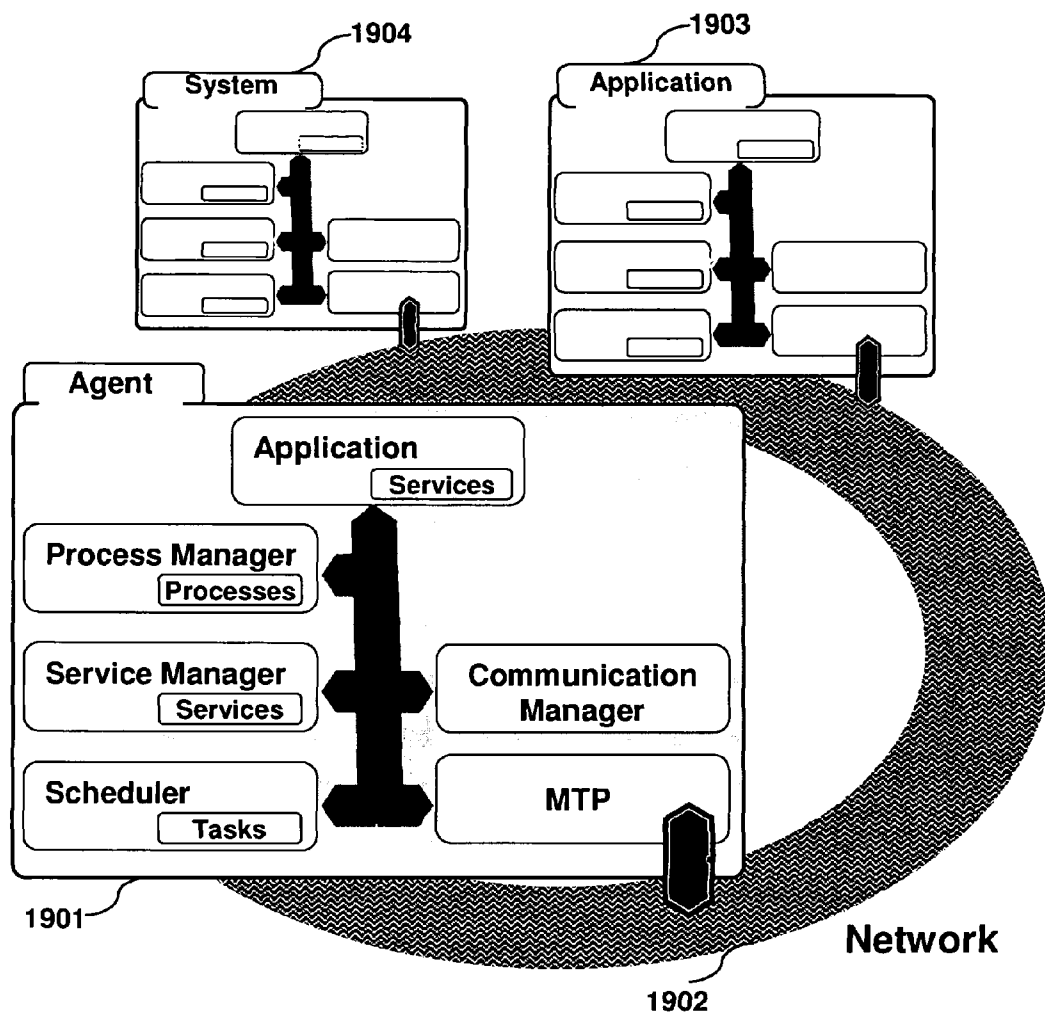 1904
1903
System
Application
Agent
Application
Services
Process Manager
Processes
Service Manager
Services
Communication
Manager
Scheduler
Tasks
MTP
1901
Network
1902